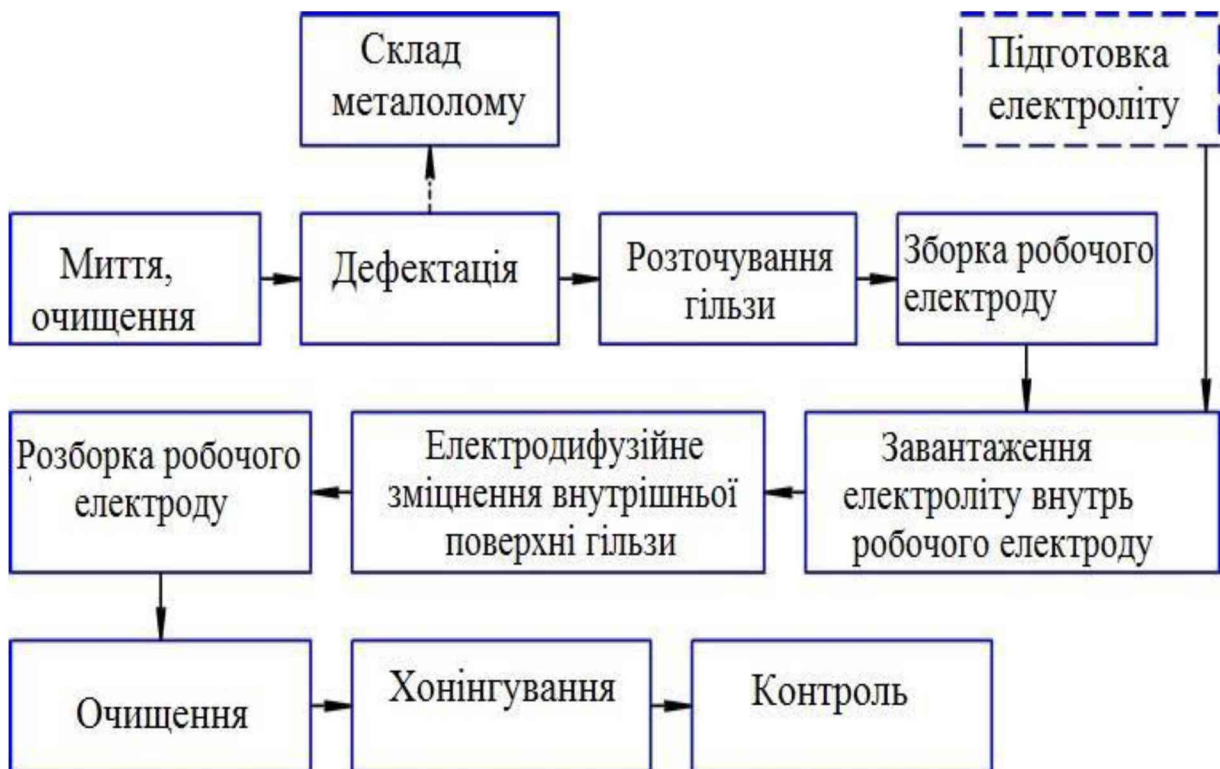 Склад
металолому
Підготовка
електроліту
Миття,
очищення
Дефектація
Розточування
гільзи
Зборка робочого
електроду
Розборка робочого
електроду
Електродифузійне
зміцнення внутрішньої
поверхні гільзи
Завантаження
електроліту внутрь
робочого електроду
Очищення
Хонінгування
Контроль